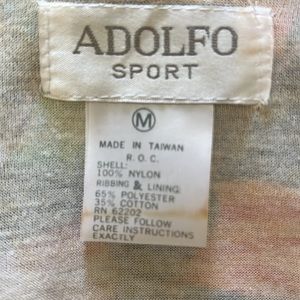 ADOLFO
SPORT
M
MADE IN TAIWAN
R. O. C.
SHELL:
100% NYLON
RIBBING & LINING:
65% POLYESTER
35% COTTON
RN 62202
PLEASE FOLLOW
CARE INSTRUCTIONS
EXACTLY